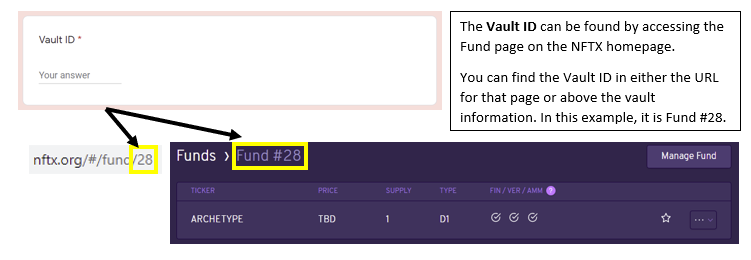 Vault ID *
Your answer
The Vault ID can be found by accessing the
Fund page on the NFTX homepage.
You can find the Vault ID in either the URL
for that page or above the vault
information. In this example, it is Fund #28.
nftx.org/#/fund/28
Funds › Fund #28
Manage Fund
TICKER PRICE SUPPLY TYPE FIN / VER / AMM ?
ARCHETYPE TBD 1 D1